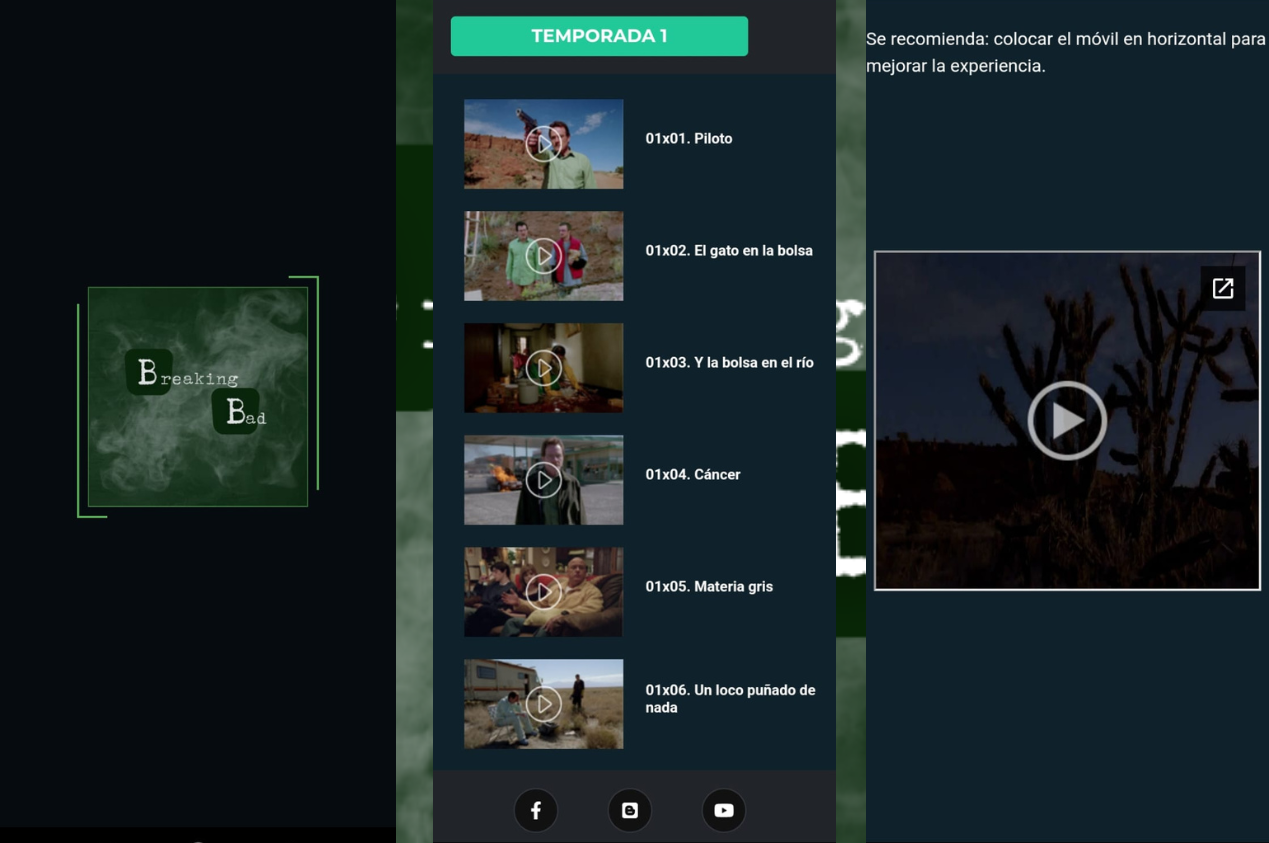 Breaking
Bad
TEMPORADA 1
01x01. Piloto
01x02. El gato en la bolsa
01x03. Y la bolsa en el río
01x04. Cáncer
01x05. Materia gris
01x06. Un loco puñado de
nada
Se recomienda: colocar el móvil en horizontal para
mejorar la experiencia.